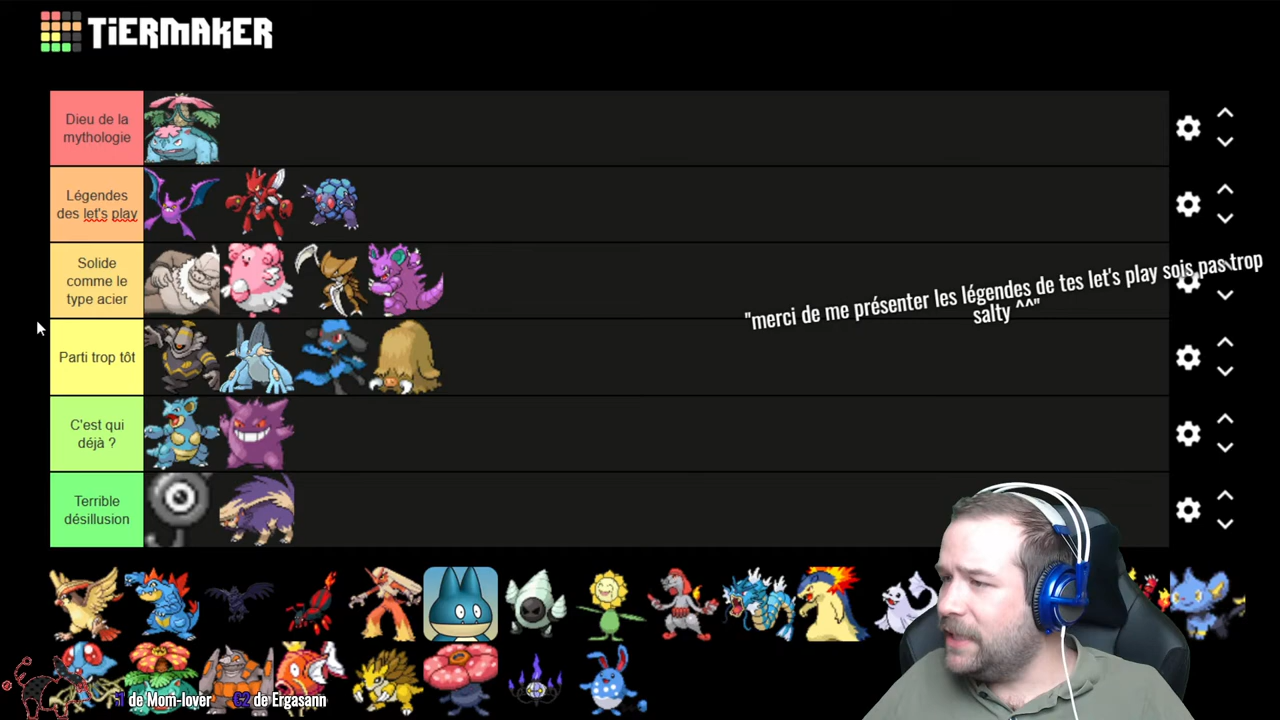 TIERMAKER
Dieu de la
mythologie
Légendes
des let's play
Solide
comme le
type acier
"merci de me présenter les légendes de tes let's play sois pas trop
salty ^^"
Parti trop tôt
C'est qui
déjà ?
Terrible
désillusion
de Mom-lover
€2 de Ergasann